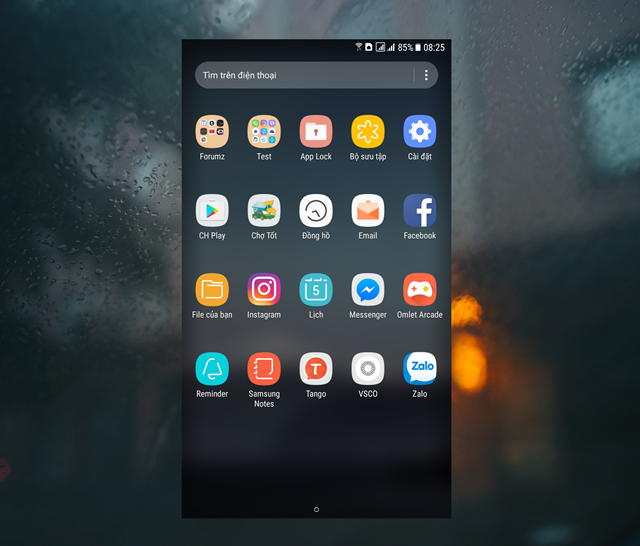 85% 08:25
Tìm trên điện thoại
Forumz
Test
App Lock
Bộ sưu tập
Cài đặt
CH Play
Chợ Tốt
Đồng hồ
Email
Facebook
5
File của bạn
Instagram
Lịch
Messenger
Omlet Arcade
T
Zalo
Reminder
Samsung
Notes
Tango
VSCO
Zalo